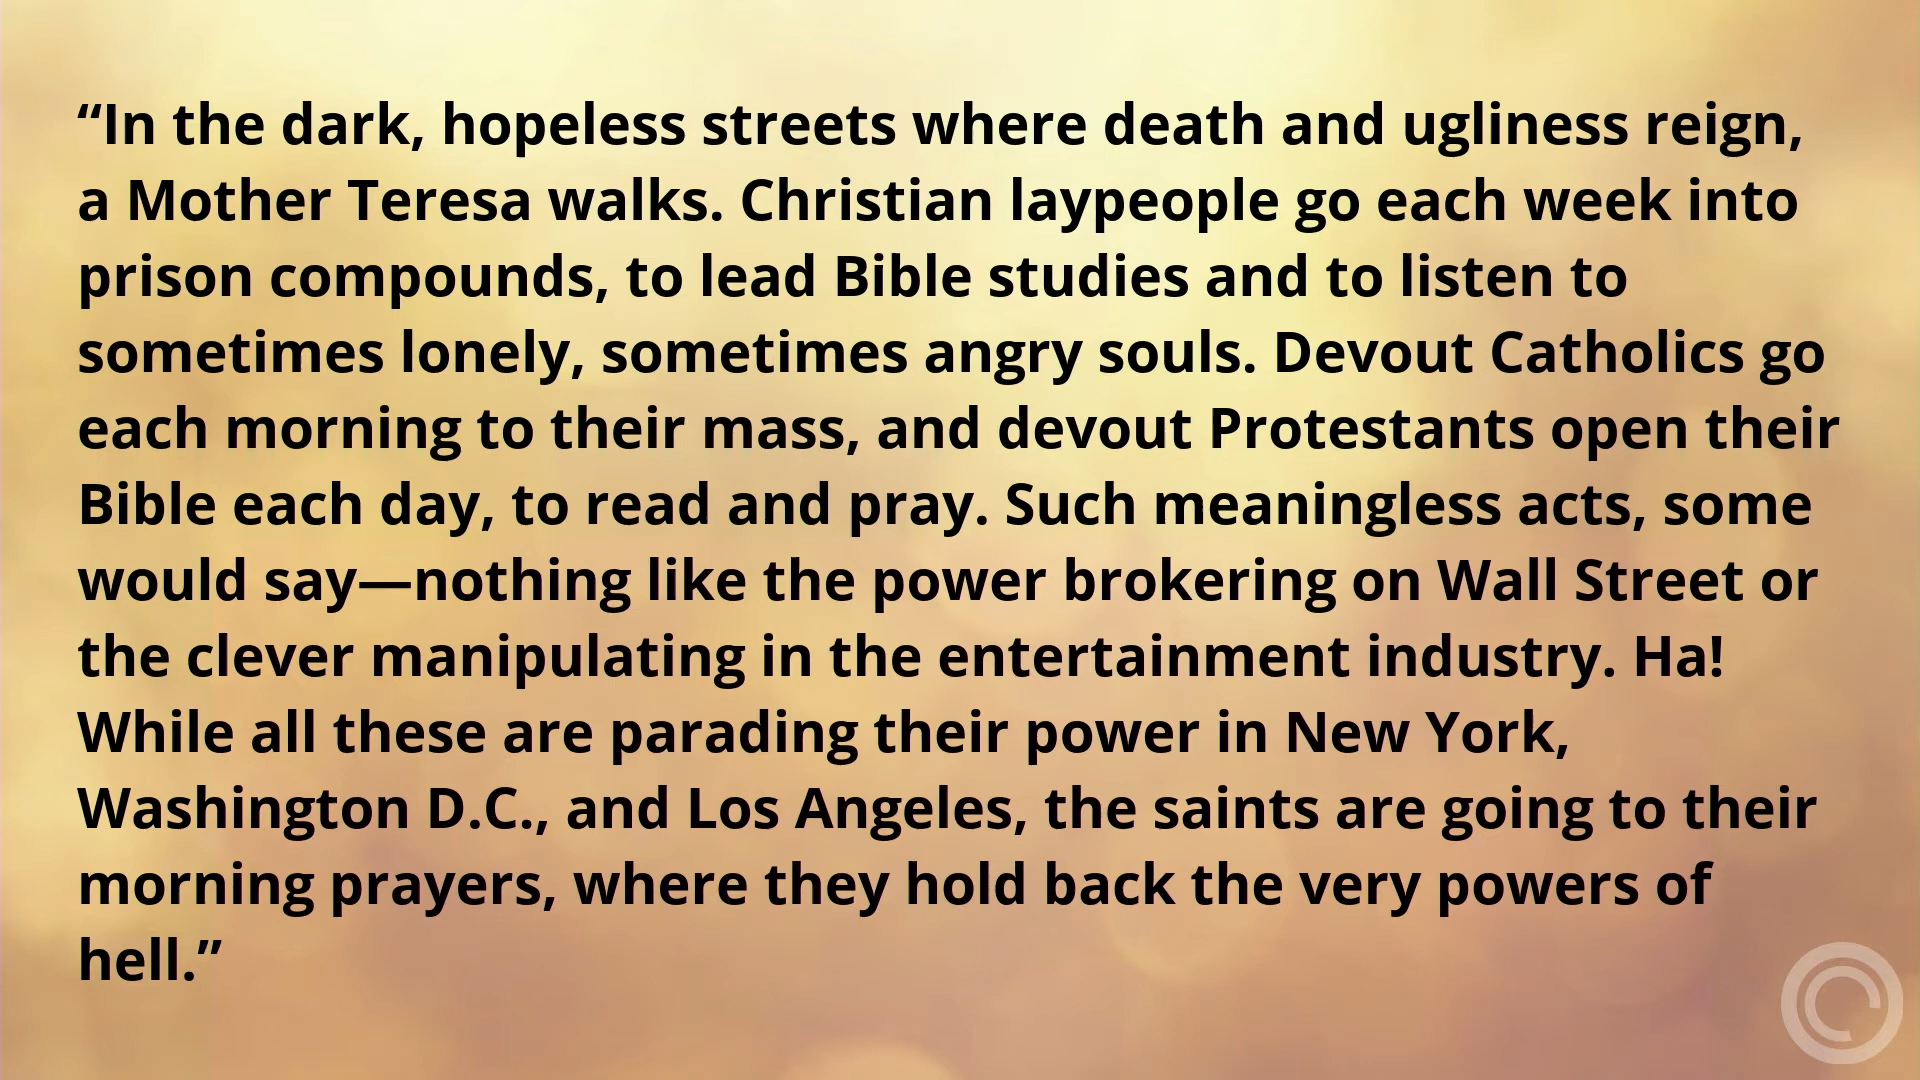 “In the dark, hopeless streets where death and ugliness reign,
a Mother Teresa walks. Christian laypeople go each week into
prison compounds, to lead Bible studies and to listen to
sometimes lonely, sometimes angry souls. Devout Catholics go
each morning to their mass, and devout Protestants open their
Bible each day, to read and pray. Such meaningless acts, some
would say—nothing like the power brokering on Wall Street or
the clever manipulating in the entertainment industry. Ha!
While all these are parading their power in New York,
Washington D.C., and Los Angeles, the saints are going to their
morning prayers, where they hold back the very powers of
hell.”